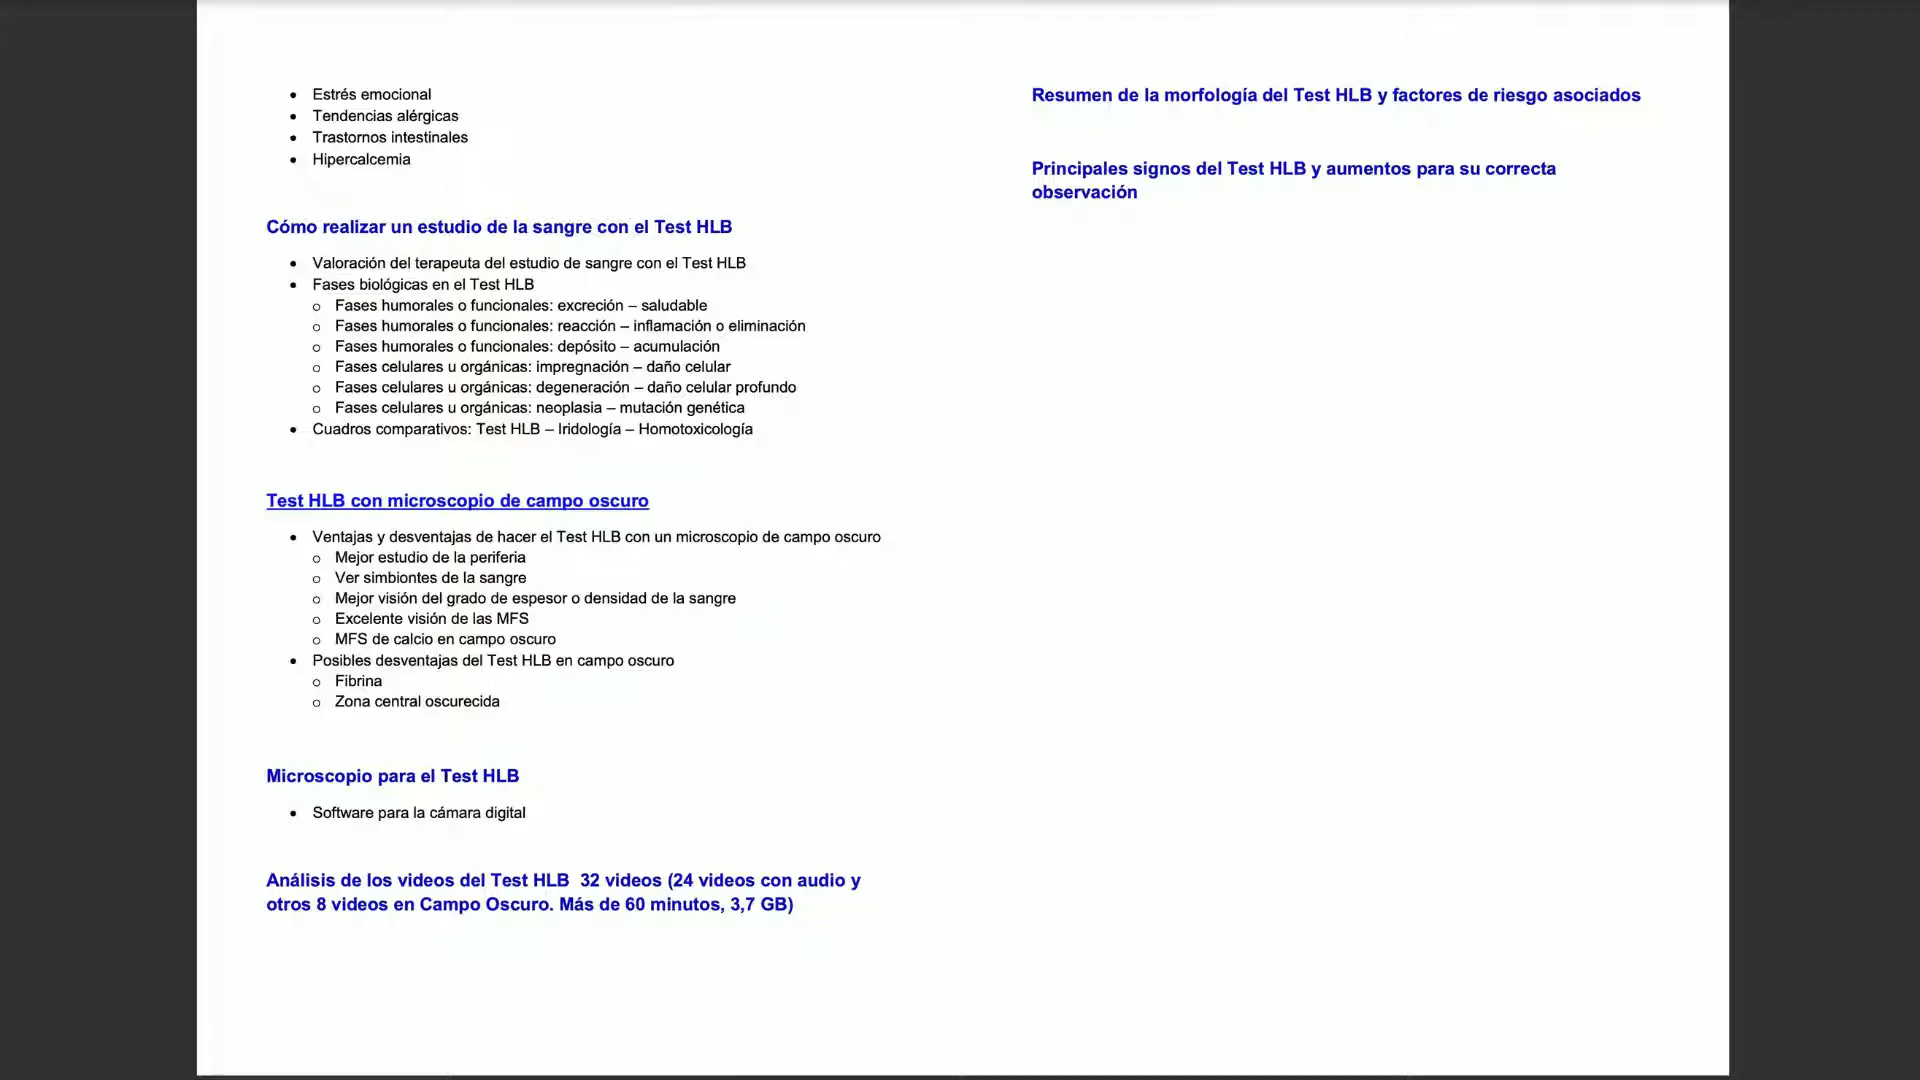 • Estrés emocional
• Tendencias alérgicas
• Trastornos intestinales
• Hipercalcemia
Cómo realizar un estudio de la sangre con el Test HLB
• Valoración del terapeuta del estudio de sangre con el Test HLB
• Fases biológicas en el Test HLB
o Fases humorales o funcionales: excreción – saludable
o Fases humorales o funcionales: reacción – inflamación o eliminación
o Fases humorales o funcionales: depósito – acumulación
o Fases celulares u orgánicas: impregnación – daño celular
o Fases celulares u orgánicas: degeneración – daño celular profundo
o Fases celulares u orgánicas: neoplasia – mutación genética
• Cuadros comparativos: Test HLB – Iridología – Homotoxicología
Test HLB con microscopio de campo oscuro
• Ventajas y desventajas de hacer el Test HLB con un microscopio de campo oscuro
o Mejor estudio de la periferia
o Ver simbiontes de la sangre
o Mejor visión del grado de espesor o densidad de la sangre
o Excelente visión de las MFS
o MFS de calcio en campo oscuro
• Posibles desventajas del Test HLB en campo oscuro
o Fibrina
o Zona central oscurecida
Microscopio para el Test HLB
• Software para la cámara digital
Análisis de los videos del Test HLB  32 videos (24 videos con audio y
otros 8 videos en Campo Oscuro. Más de 60 minutos, 3,7 GB)
Resumen de la morfología del Test HLB y factores de riesgo asociados
Principales signos del Test HLB y aumentos para su correcta
observación